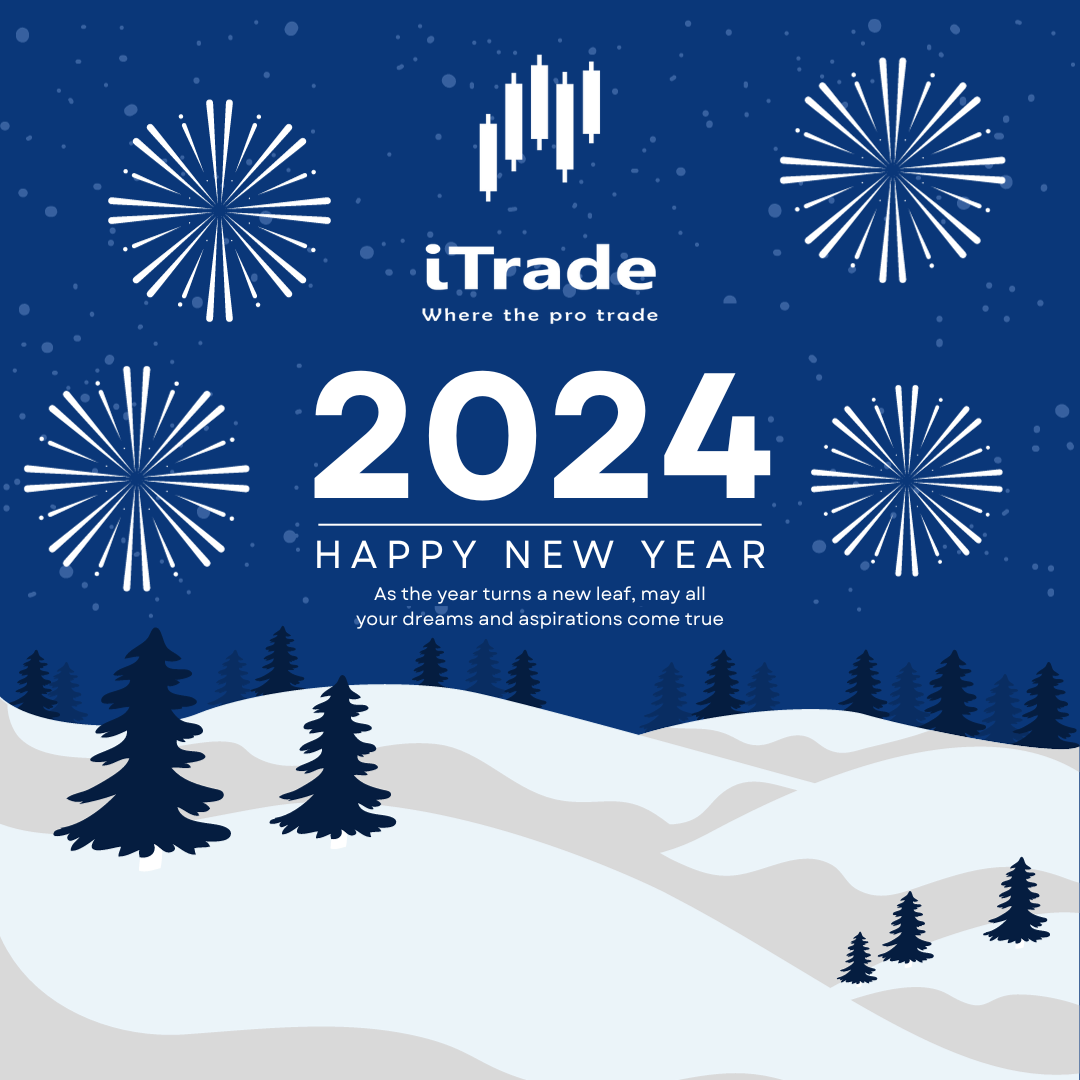 iTrade
Where the pro trade
2024
HAPPY NEW YEAR
As the year turns a new leaf, may all
your dreams and aspirations come true